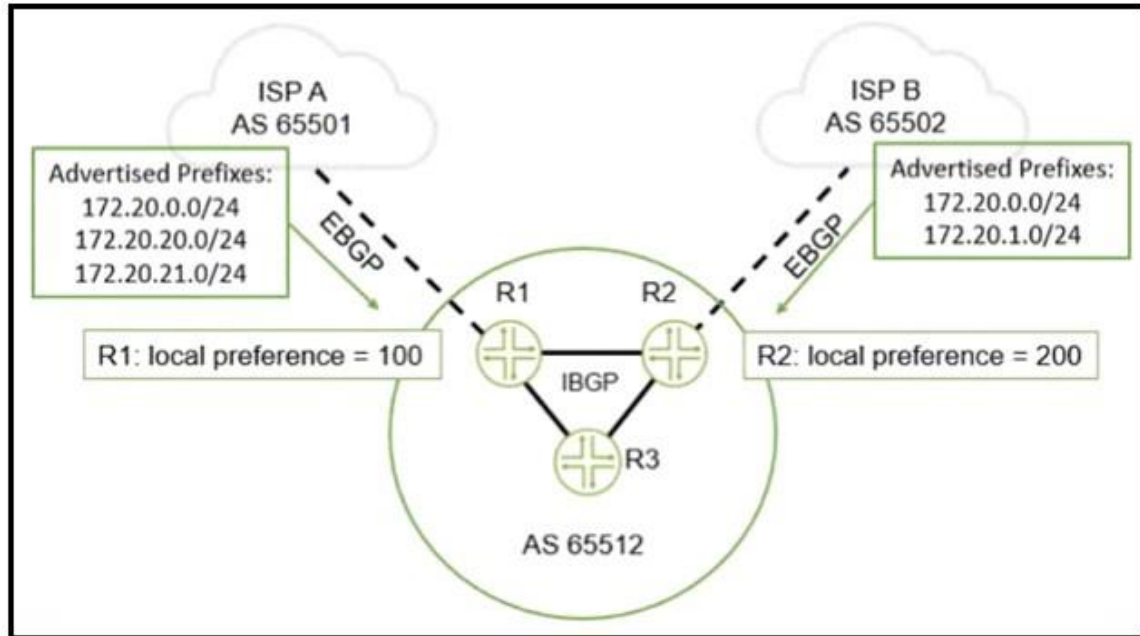 ISP A
AS 65501
ISP B
AS 65502
Advertised Prefixes:
172.20.0.0/24
172.20.20.0/24
172.20.21.0/24
Advertised Prefixes:
172.20.0.0/24
172.20.1.0/24
EBGP
EBGP
R1
R2
R1: local preference = 100
R2: local preference = 200
IBGP
R3
AS 65512